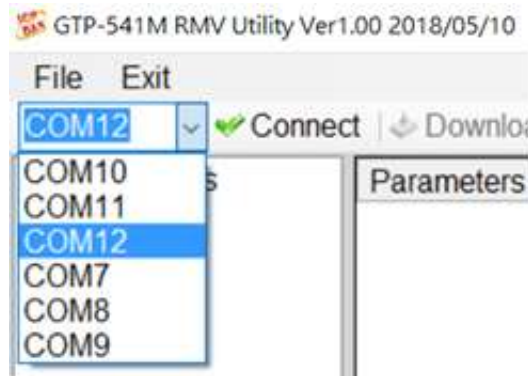 GTP-541M RMV Utility Ver1.00 2018/05/10
File Exit
COM12 Connect Downloa
COM10
COM11
COM12
COM7
COM8
COM9
Parameters